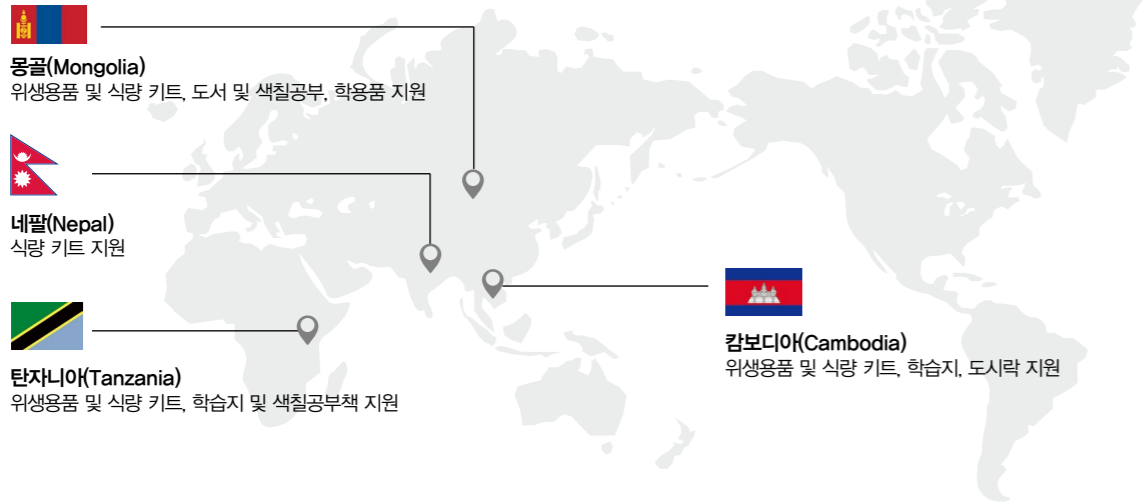 몽골(Mongolia)
위생용품 및 식량 키트, 도서 및 색칠공부, 학용품 지원
네팔(Nepal)
식량 키트 지원
탄자니아(Tanzania)
위생용품 및 식량 키트, 학습지 및 색칠공부책 지원
캄보디아(Cambodia)
위생용품 및 식량 키트, 학습지, 도시락 지원